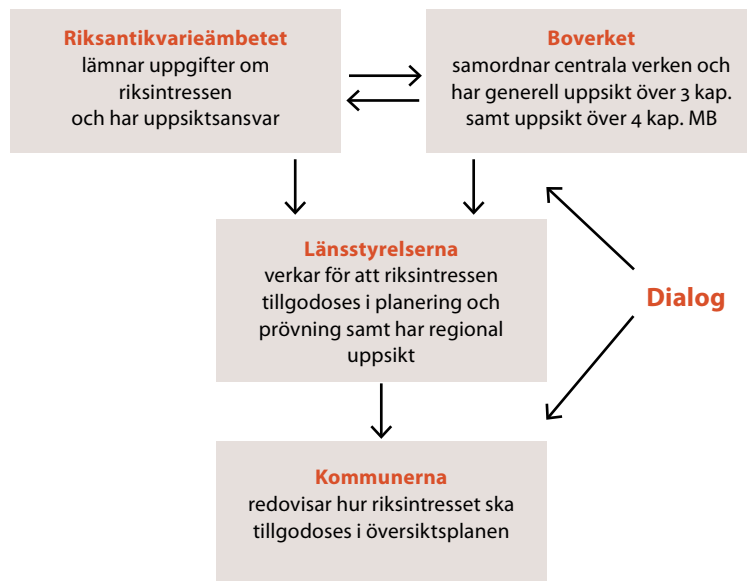 Riksantikvarieämbetet
lämnar uppgifter om
riksintressen
och har uppsiktsansvar
Boverket
samordnar centrala verken och
har generell uppsikt över 3 kap.
samt uppsikt över 4 kap. MB
Länsstyrelserna
verkar för att riksintressen
tillgodoses i planering och
prövning samt har regional
uppsikt
Dialog
Kommunerna
redovisar hur riksintresset ska
tillgodoses i översiktsplanen